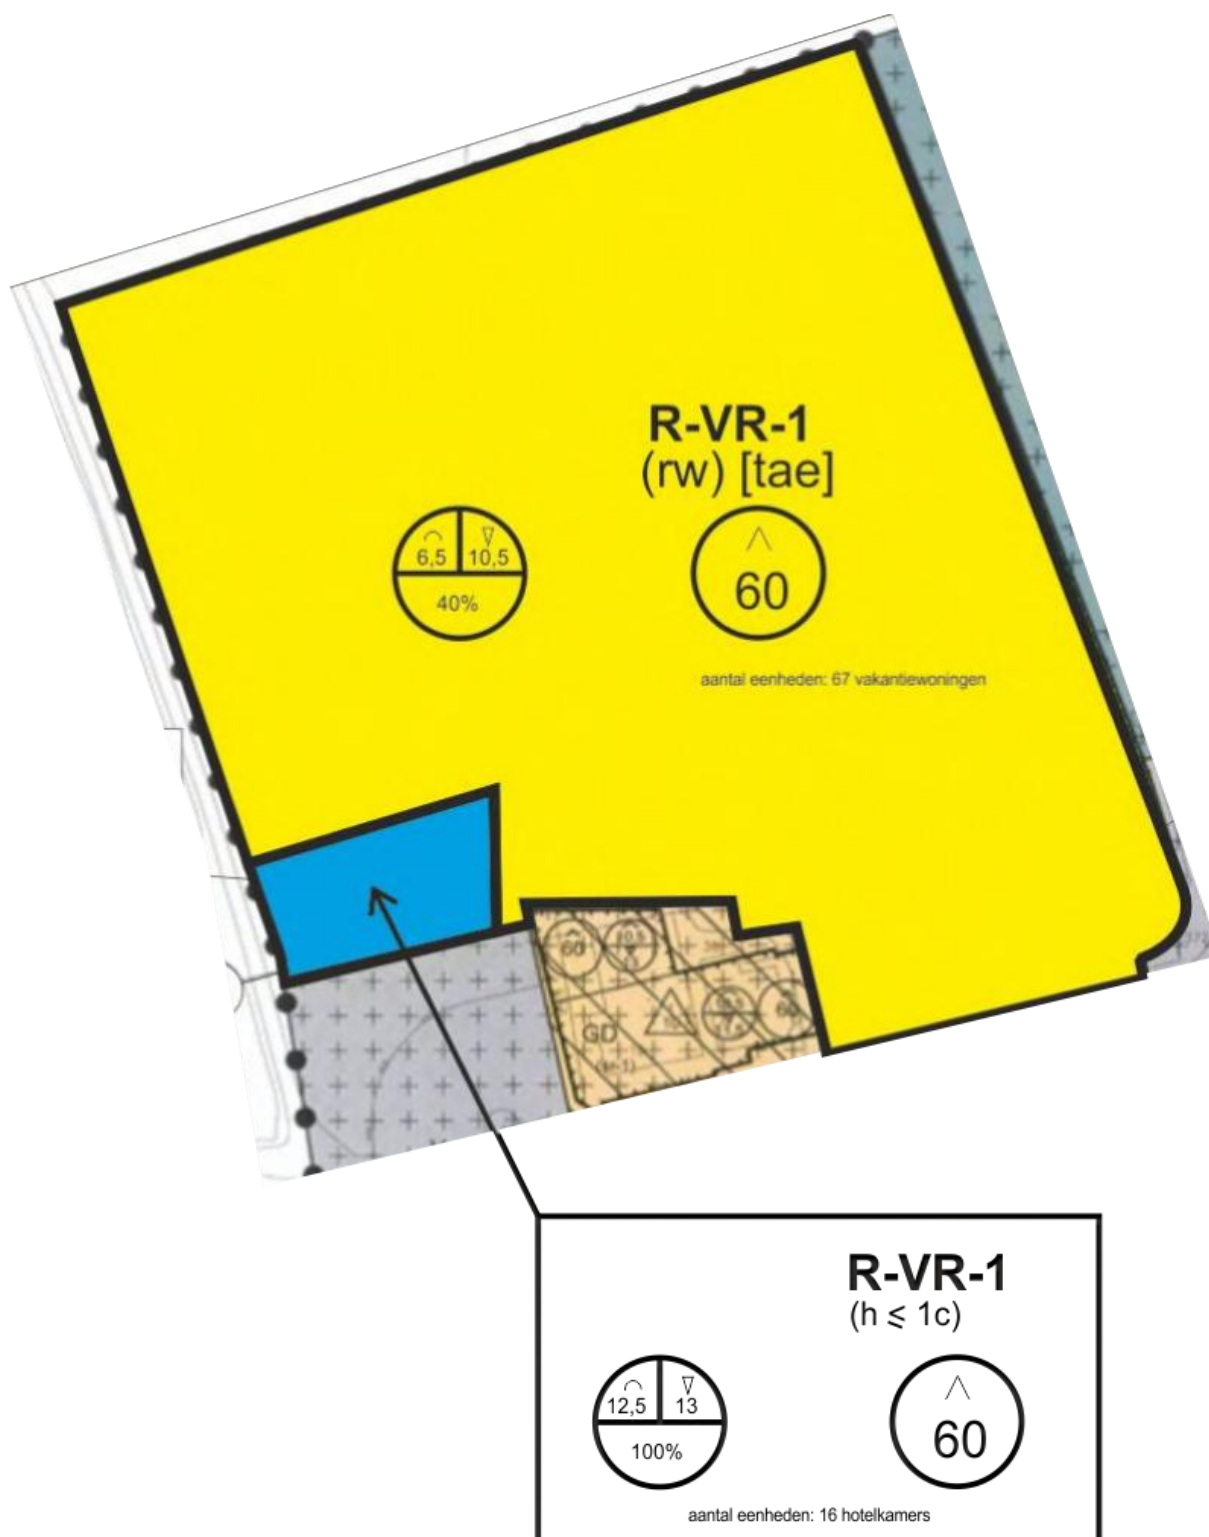 R-VR-1
(rw) [tae]
6,5 10,5
40%
60
aantal eenheden: 67 vakantiewoningen
60
GD
R-VR-1
(h ⩽ 1c)
12,5 13
100%
60
aantal eenheden: 16 hotelkamers